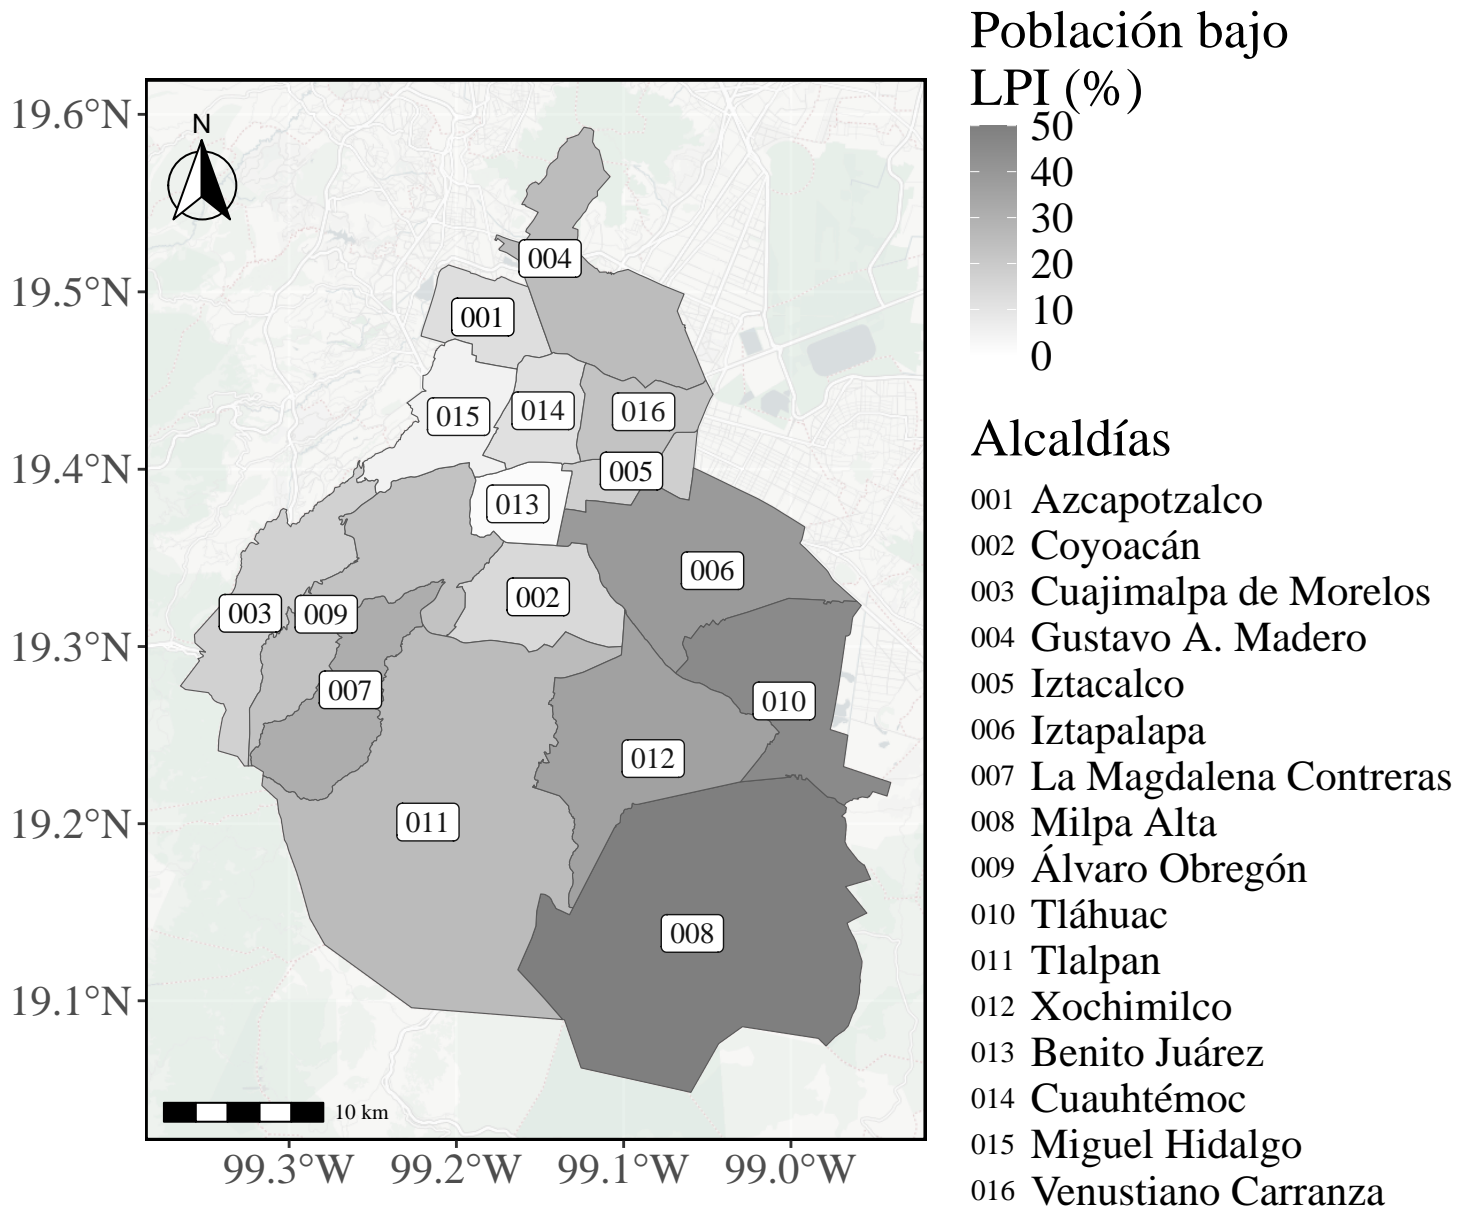 Población bajo
LPI (%)
50
40
30
20
10
0
Alcaldías
001 Azcapotzalco
002 Coyoacán
003 Cuajimalpa de Morelos
004 Gustavo A. Madero
005 Iztacalco
006 Iztapalapa
007 La Magdalena Contreras
008 Milpa Alta
009 Álvaro Obregón
010 Tláhuac
011 Tlalpan
012 Xochimilco
013 Benito Juárez
014 Cuauhtémoc
015 Miguel Hidalgo
016 Venustiano Carranza
19.6°N
19.5°N
19.4°N
19.3°N
19.2°N
19.1°N
N
004
001
015 014 016
005
013
006
002
003 009
007
010
012
011
008
10 km
99.3°W 99.2°W 99.1°W 99.0°W